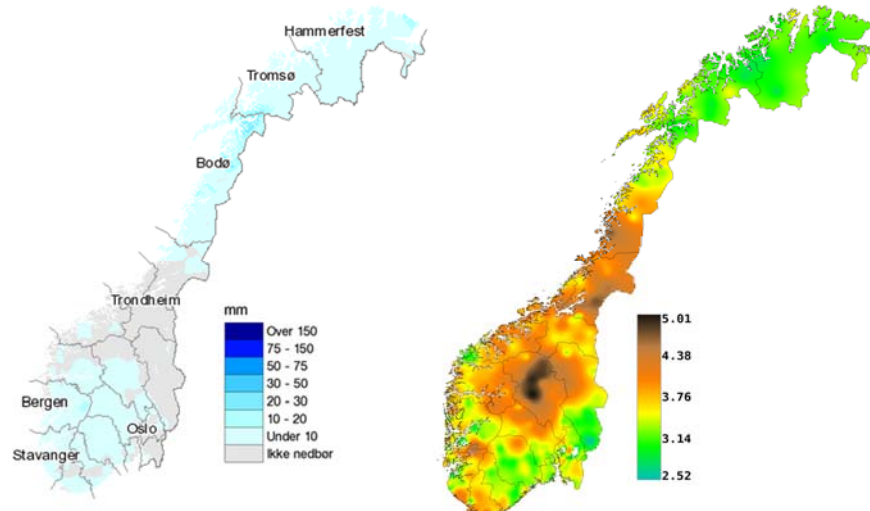 Hammerfest
Tromsø
Bodø
Trondheim
Bergen
Oslo
Stavanger
mm
Over 150
75 - 150
50 - 75
30 - 50
20 - 30
10 - 20
Under 10
Ikke nedbør
5.01
4.38
3.76
3.14
2.52